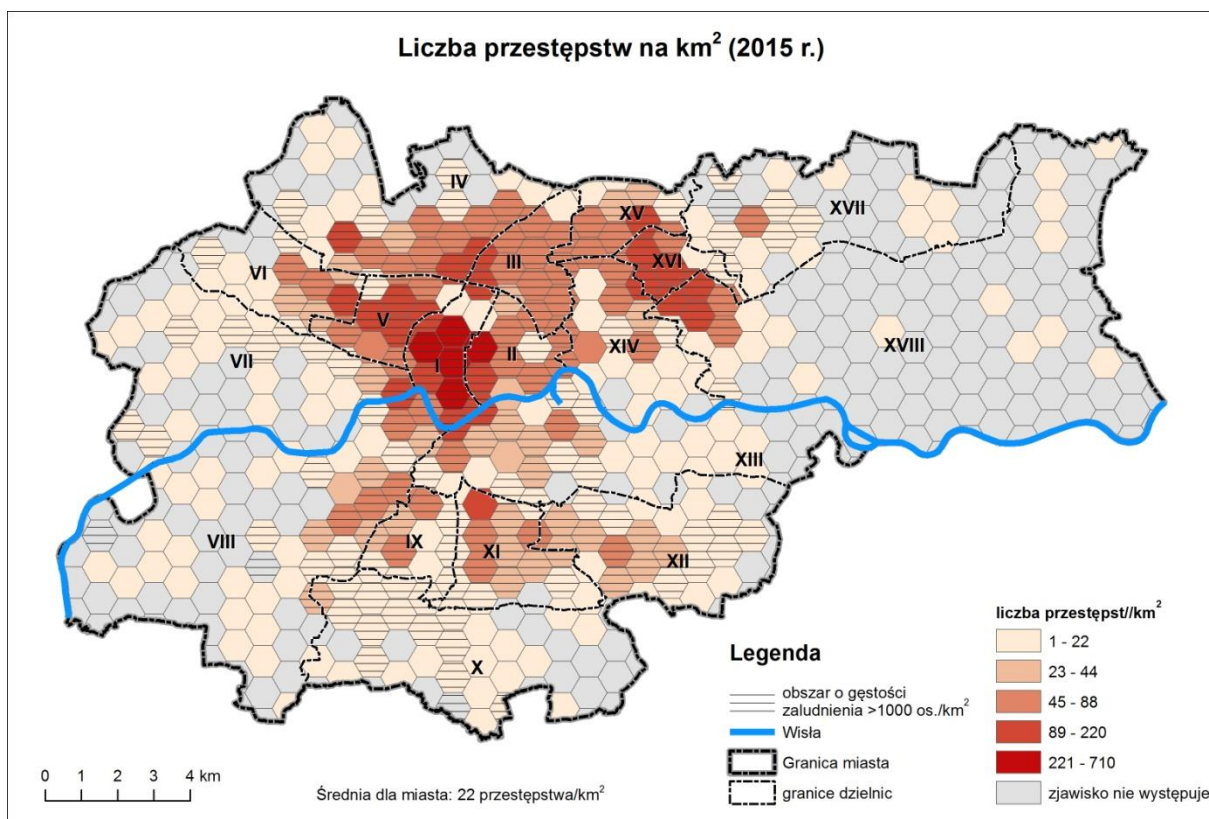 Liczba przestępstw na km² (2015 r.)
IV
XV
XVII
III
XVI
VI
V
XVIII
VII
I
II
XIV
XIII
VIII
IX
XI
XII
X
Legenda
obszar o gęstości
zaludnienia >1000 os./km²
Wisła
Granica miasta
granice dzielnic
liczba przestępst//km²
1 - 22
23 - 44
45 - 88
89 - 220
221 - 710
zjawisko nie występuje
0 1 2 3 4 km
Średnia dla miasta: 22 przestępstwa/km²